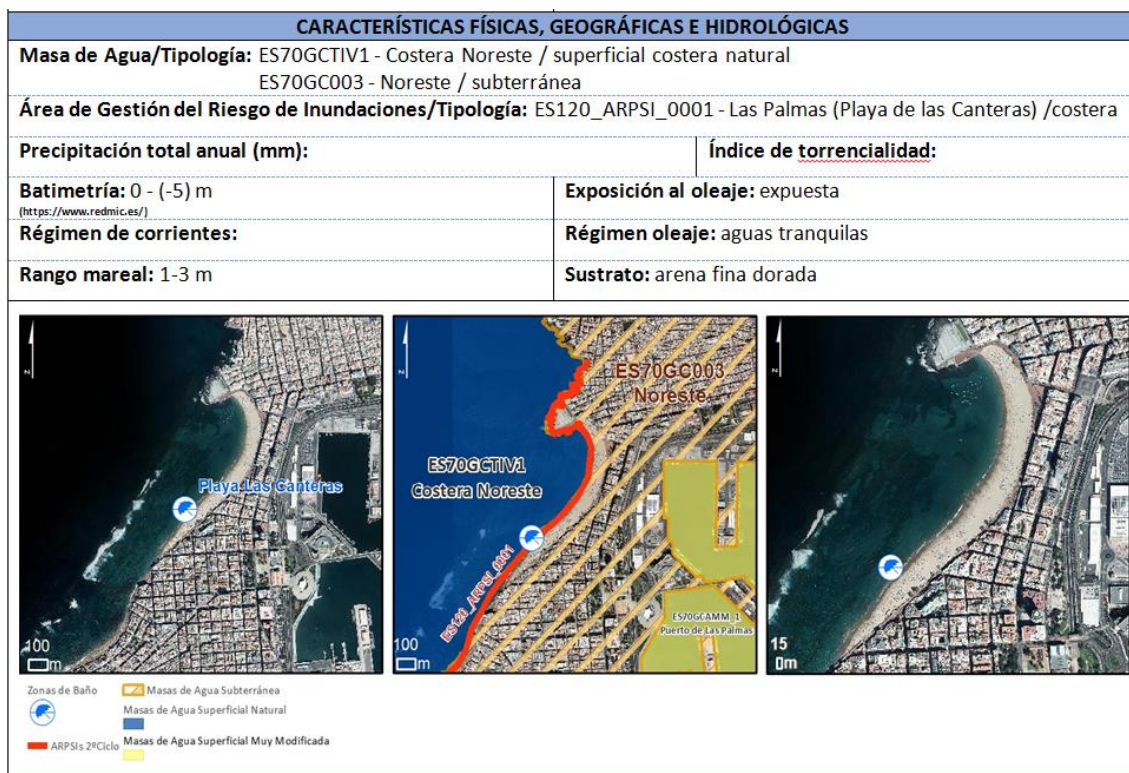 CARACTERÍSTICAS FÍSICAS, GEOGRÁFICAS E HIDROLÓGICAS
Masa de Agua/Tipología: ES70GCTIV1 - Costera Noreste / superficial costera natural
ES70GC003 - Noreste / subterránea
Área de Gestión del Riesgo de Inundaciones/Tipología: ES120_ARPSI_0001 - Las Palmas (Playa de las Canteras) /costera
Precipitación total anual (mm):
Índice de torrencialidad:
Batimetría: 0 - (-5) m
(https://www.redmic.es/)
Exposición al oleaje: expuesta
Régimen de corrientes:
Régimen oleaje: aguas tranquilas
Rango mareal: 1-3 m
Sustrato: arena fina dorada
N
Playa Las Canteras
100
m
N
ES70GC003
Noreste
ES70GCTIV1
Costera Noreste
ES120_ARPSI_0001
ES70GCAMM_1
Puerto de Las Palmas
100
m
N
15
m
Zonas de Baño
Masas de Agua Subterránea
Masas de Agua Superficial Natural
ARPSIs 2ºCiclo
Masas de Agua Superficial Muy Modificada